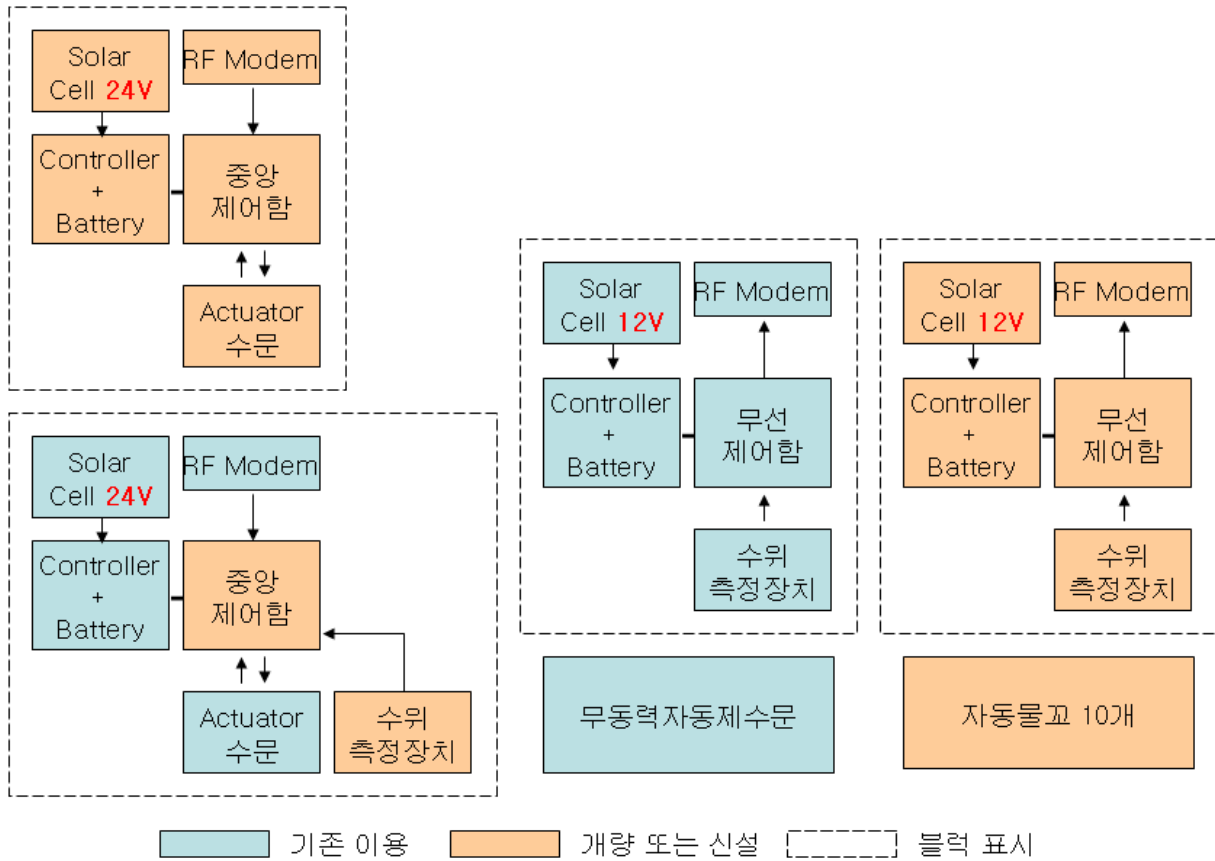 Solar
Cell 24V
RF Modem
Controller
+
Battery
중앙
제어함
Actuator
수문
Solar
Cell 24V
RF Modem
Controller
+
Battery
중앙
제어함
Actuator
수문
수위
측정장치
Solar
Cell 12V
RF Modem
Controller
+
Battery
무선
제어함
수위
측정장치
무동력자동제수문
Solar
Cell 12V
RF Modem
Controller
+
Battery
무선
제어함
수위
측정장치
자동물꼬 10개
기존 이용
개량 또는 신설
블럭 표시